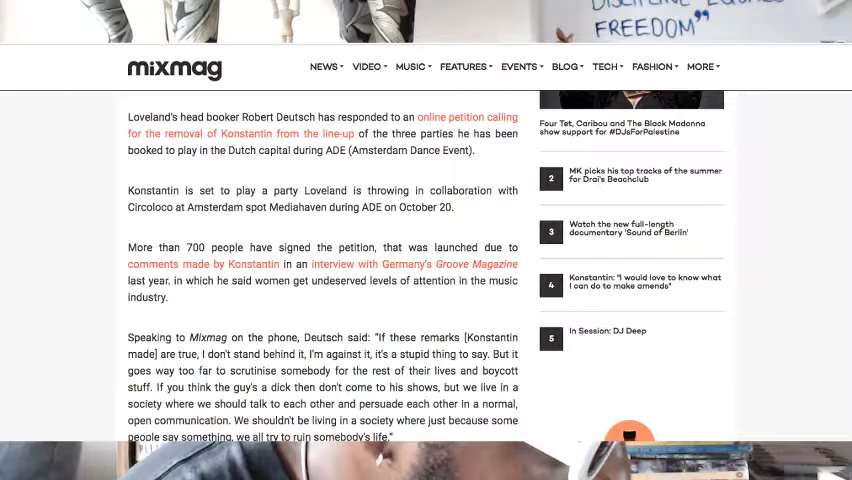 DISCIPLINE EQUALS
FREEDOM”
mixmag
NEWS VIDEO MUSIC FEATURES EVENTS BLOG TECH FASHION MORE
Loveland's head booker Robert Deutsch has responded to an online petition calling
for the removal of Konstantin from the line-up of the three parties he has been
booked to play in the Dutch capital during ADE (Amsterdam Dance Event).
Konstantin is set to play a party Loveland is throwing in collaboration with
Circoloco at Amsterdam spot Mediahaven during ADE on October 20.
More than 700 people have signed the petition, that was launched due to
comments made by Konstantin in an interview with Germany's Groove Magazine
last year. in which he said women get undeserved levels of attention in the music
industry.
Speaking to Mixmag on the phone, Deutsch said: “If these remarks [Konstantin
made] are true, I don't stand behind it, I'm against it, it's a stupid thing to say. But it
goes way too far to scrutinise somebody for the rest of their lives and boycott
stuff. If you think the guy's a dick then don't come to his shows, but we live in a
society where we should talk to each other and persuade each other in a normal,
open communication. We shouldn't be living in a society where just because some
people say something, we all try to ruin somebody's life.”
Four Tet, Caribou and The Black Madonna
show support for #DJsForPalestine
2
MK picks his top tracks of the summer
for Drai's Beachclub
3
Watch the new full-length
documentary 'Sound of Berlin'
4
Konstantin: "I would love to know what
I can do to make amends"
5
In Session: DJ Deep